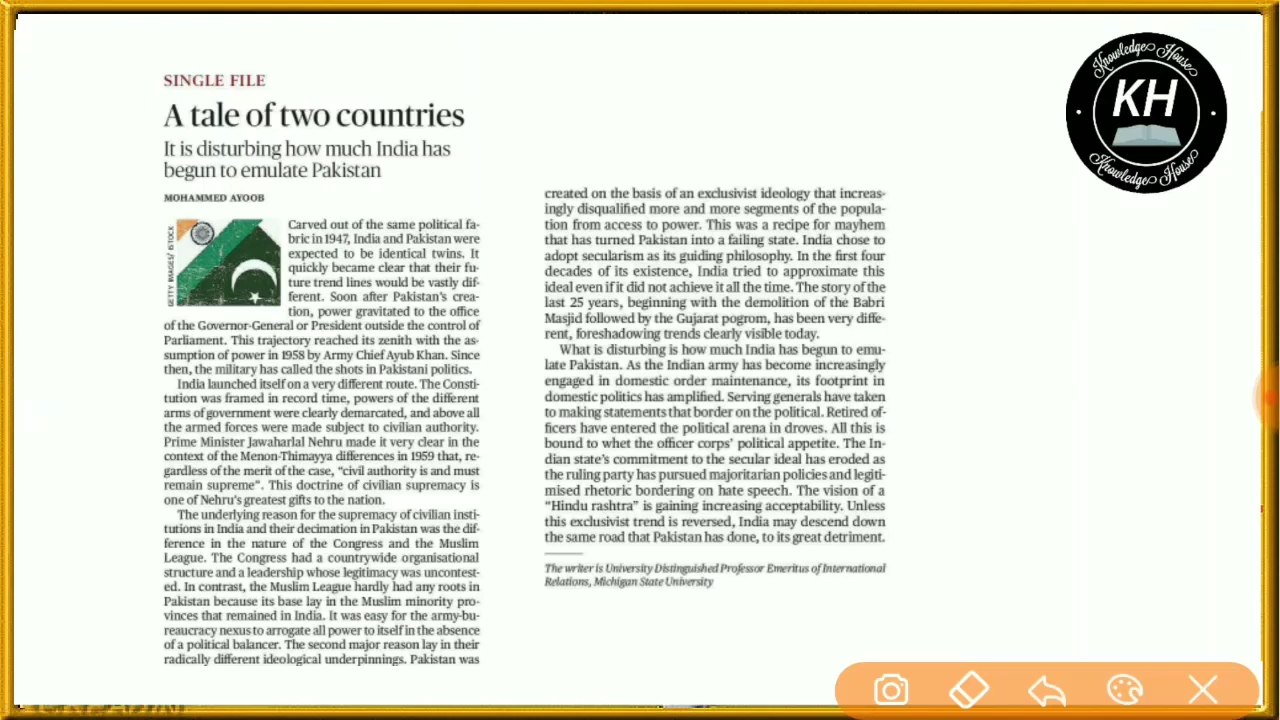 SINGLE FILE
A tale of two countries
It is disturbing how much India has
begun to emulate Pakistan
MOHAMMED AYOOB
GETTY IMAGES/ ISTOCK
Carved out of the same political fa-
bric in 1947, India and Pakistan were
expected to be identical twins. It
quickly became clear that their fu-
ture trend lines would be vastly dif-
ferent. Soon after Pakistan's crea-
tion, power gravitated to the office
of the Governor-General or President outside the control of
Parliament. This trajectory reached its zenith with the as-
sumption of power in 1958 by Army Chief Ayub Khan. Since
then, the military has called the shots in Pakistani politics.
India launched itself on a very different route. The Consti-
tution was framed in record time, powers of the different
arms of government were clearly demarcated, and above all
the armed forces were made subject to civilian authority.
Prime Minister Jawaharlal Nehru made it very clear in the
context of the Menon-Thimayya differences in 1959 that, re-
gardless of the merit of the case, "civil authority is and must
remain supreme". This doctrine of civilian supremacy is
one of Nehru's greatest gifts to the nation.
The underlying reason for the supremacy of civilian insti-
tutions in India and their decimation in Pakistan was the dif-
ference in the nature of the Congress and the Muslim
League. The Congress had a countrywide organisational
structure and a leadership whose legitimacy was uncontest-
ed. In contrast, the Muslim League hardly had any roots in
Pakistan because its base lay in the Muslim minority pro-
vinces that remained in India. It was easy for the army-bu-
reaucracy nexus to arrogate all power to itself in the absence
of a political balancer. The second major reason lay in their
radically different ideological underpinnings. Pakistan was
created on the basis of an exclusivist ideology that increas-
ingly disqualified more and more segments of the popula-
tion from access to power. This was a recipe for mayhem
that has turned Pakistan into a failing state. India chose to
adopt secularism as its guiding philosophy. In the first four
decades of its existence, India tried to approximate this
ideal even if it did not achieve it all the time. The story of the
last 25 years, beginning with the demolition of the Babri
Masjid followed by the Gujarat pogrom, has been very diffe-
rent, foreshadowing trends clearly visible today.
What is disturbing is how much India has begun to emu-
late Pakistan. As the Indian army has become increasingly
engaged in domestic order maintenance, its footprint in
domestic politics has amplified. Serving generals have taken
to making statements that border on the political. Retired of-
ficers have entered the political arena in droves. All this is
bound to whet the officer corps' political appetite. The In-
dian state's commitment to the secular ideal has eroded as
the ruling party has pursued majoritarian policies and legiti-
mised rhetoric bordering on hate speech. The vision of a
"Hindu rashtra" is gaining increasing acceptability. Unless
this exclusivist trend is reversed, India may descend down
the same road that Pakistan has done, to its great detriment.
The writer is University Distinguished Professor Emeritus of International
Relations, Michigan State University
Knowledge House
KH
Knowledge House